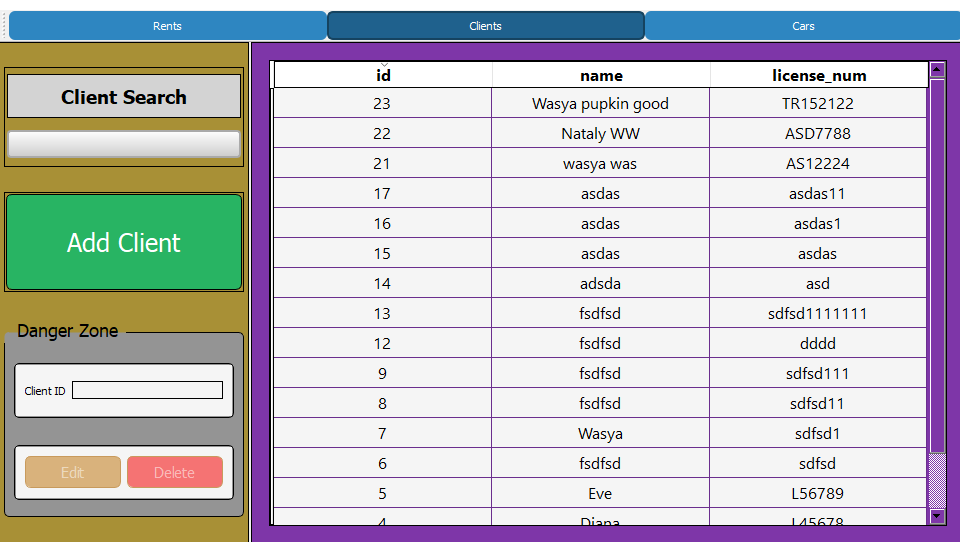 Rents Clients Cars
Client Search
Add Client
Danger Zone
Client ID
Edit Delete
id name license_num
23 Wasya pupkin good TR152122
22 Nataly WW ASD7788
21 wasya was AS12224
17 asdas asdas11
16 asdas asdas1
15 asdas asdas
14 adsda asd
13 fsdfsd sdfsd1111111
12 fsdfsd dddd
9 fsdfsd sdfsd111
8 fsdfsd sdfsd11
7 Wasya sdfsd1
6 fsdfsd sdfsd
5 Eve L56789
4 Diana L45678